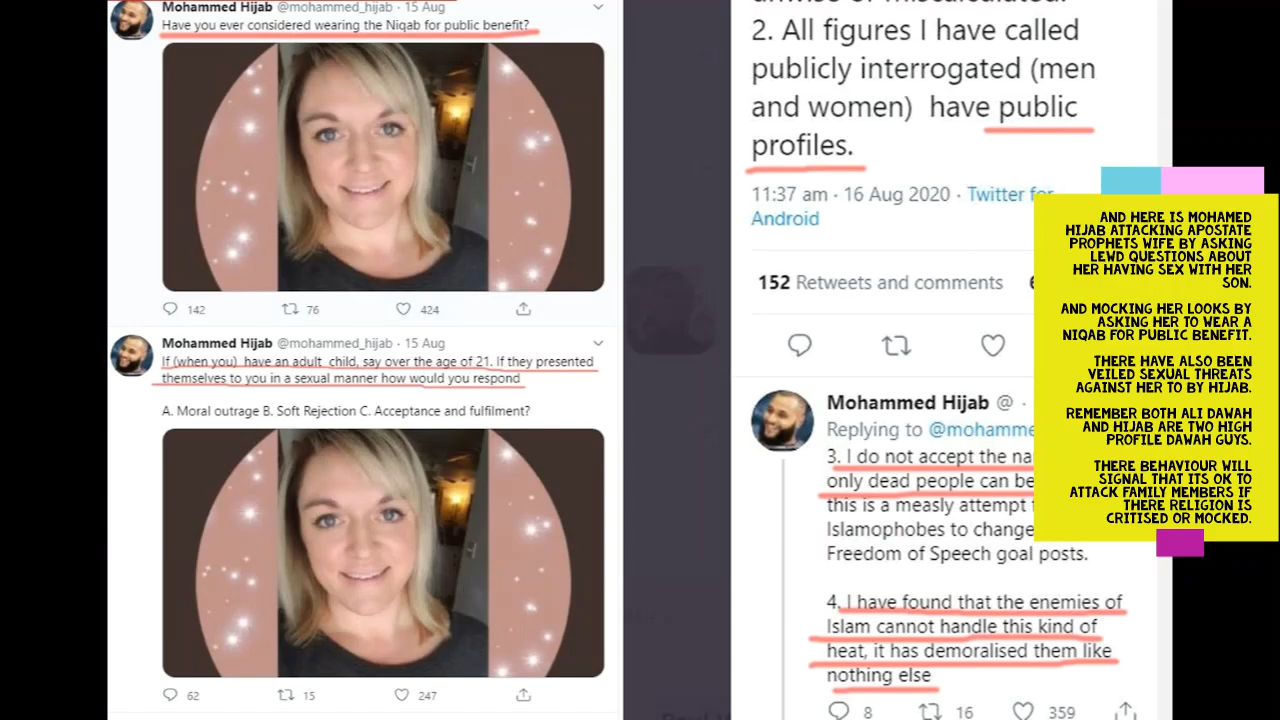 Mohammed Hijab @mohammed_hijab · 15 Aug
Have you ever considered wearing the Niqab for public benefit?
142 76 424
Mohammed Hijab @mohammed_hijab · 15 Aug
If (when you) have an adult child, say over the age of 21. If they presented
themselves to you in a sexual manner how would you respond
A. Moral outrage B. Soft Rejection C. Acceptance and fulfilment?
62 15 247
2. All figures I have called
publicly interrogated (men
and women) have public
profiles.
11:37 am · 16 Aug 2020 · Twitter for
Android
152 Retweets and comments
Mohammed Hijab @ ·
Replying to @mohamme
3. I do not accept the na
only dead people can be
this is a measly attempt
Islamophobes to change
Freedom of Speech goal posts.
4. I have found that the enemies of
Islam cannot handle this kind of
heat, it has demoralised them like
nothing else
8 16 359
AND HERE IS MOHAMED
HIJAB ATTACKING APOSTATE
PROPHETS WIFE BY ASKING
LEWD QUESTIONS ABOUT
HER HAVING SEX WITH HER
SON.
AND MOCKING HER LOOKS BY
ASKING HER TO WEAR A
NIQAB FOR PUBLIC BENEFIT.
THERE HAVE ALSO BEEN
VEILED SEXUAL THREATS
AGAINST HER TO BY HIJAB.
REMEMBER BOTH ALI DAWAH
AND HIJAB ARE TWO HIGH
PROFILE DAWAH GUYS.
THERE BEHAVIOUR WILL
SIGNAL THAT ITS OK TO
ATTACK FAMILY MEMBERS IF
THERE RELIGION IS
CRITISED OR MOCKED.